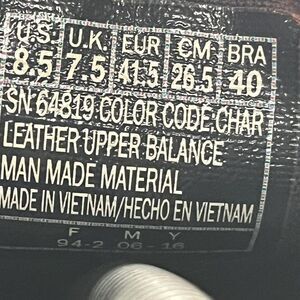 U.S. U.K. EUR CM BRA
8.5 7.5 41.5 26.5 40
SN 64819 COLOR CODE:CHAR
LEATHER UPPER BALANCE
MAN MADE MATERIAL
MADE IN VIETNAM/HECHO EN VIETNAM
F M Y
94-2 06-16